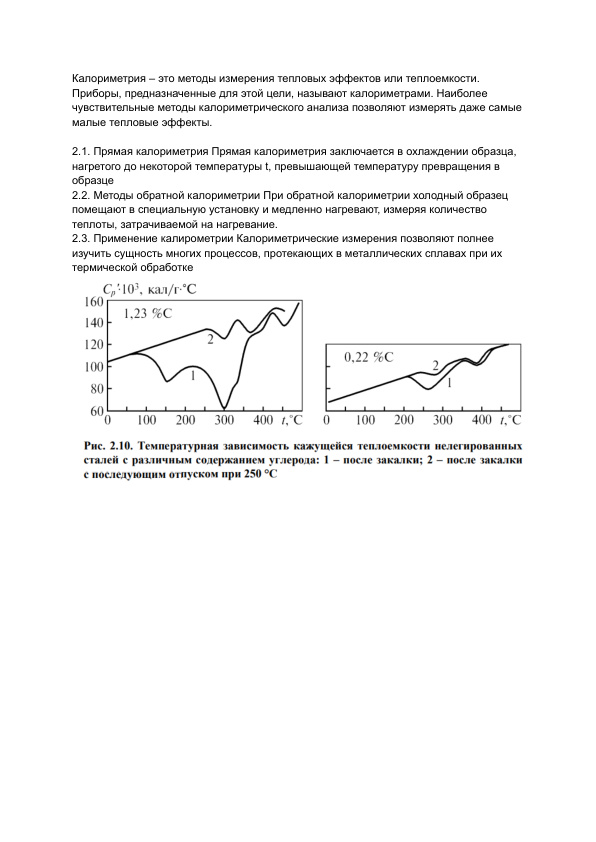 Калориметрия – это методы измерения тепловых эффектов или теплоемкости.
Приборы, предназначенные для этой цели, называют калориметрами. Наиболее
чувствительные методы калориметрического анализа позволяют измерять даже самые
малые тепловые эффекты.
2.1. Прямая калориметрия Прямая калориметрия заключается в охлаждении образца,
нагретого до некоторой температуры t, превышающей температуру превращения в
образце
2.2. Методы обратной калориметрии При обратной калориметрии холодный образец
помещают в специальную установку и медленно нагревают, измеряя количество
теплоты, затрачиваемой на нагревание.
2.3. Применение калирометрии Калориметрические измерения позволяют полнее
изучить сущность многих процессов, протекающих в металлических сплавах при их
термической обработке
Cp'·10³, кал/г·°С
160
140
120
100
80
60
1,23 %С
2
1
0 100 200 300 400 t,°С
0,22 %С
2
1
0 100 200 300 400 t,°С
Рис. 2.10. Температурная зависимость кажущейся теплоемкости нелегированных
сталей с различным содержанием углерода: 1 – после закалки; 2 – после закалки
с последующим отпуском при 250 °С